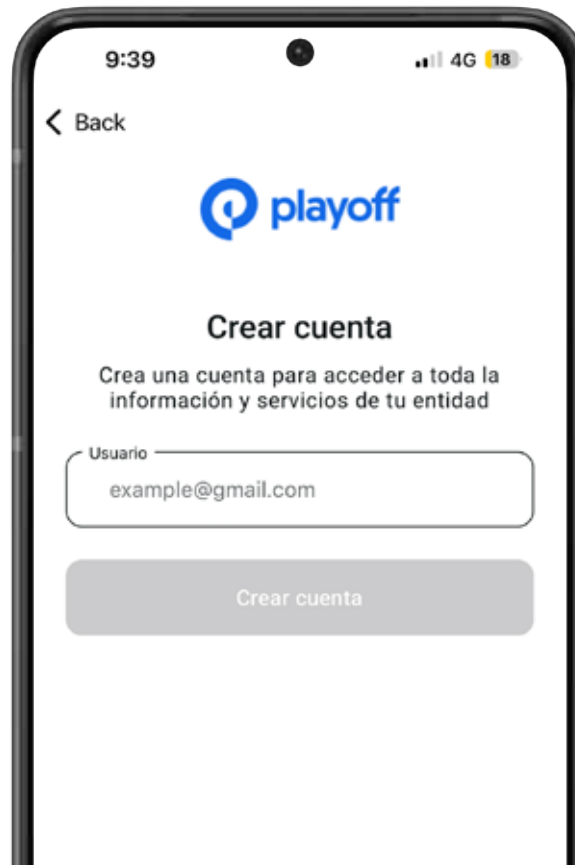 9:39
4G 18
Back
playoff
Crear cuenta
Crea una cuenta para acceder a toda la
información y servicios de tu entidad
Usuario
example@gmail.com
Crear cuenta